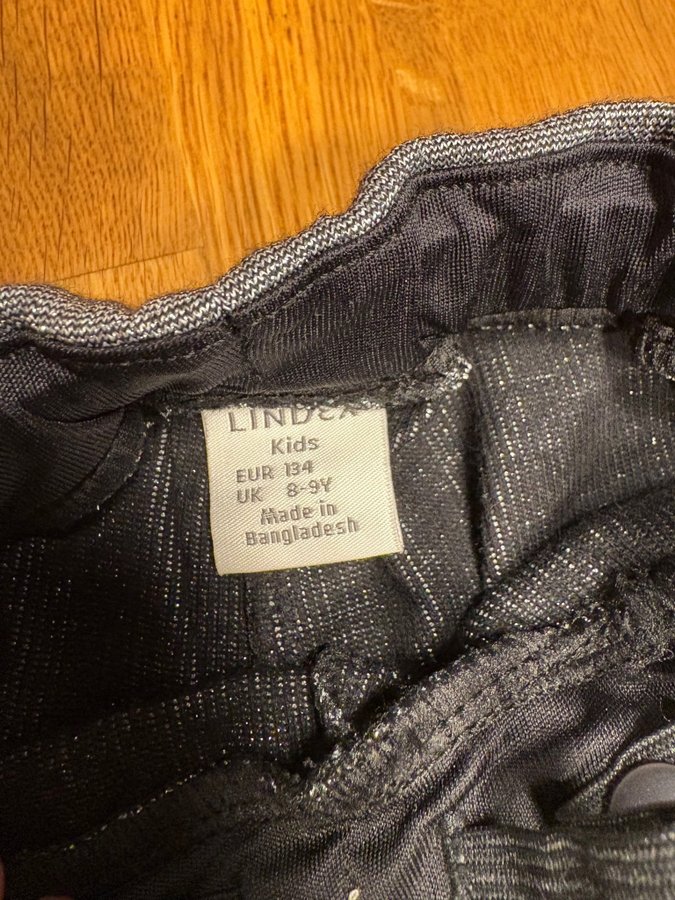 LINDEX
Kids
EUR 134
UK 8-9Y
Made in
Bangladesh